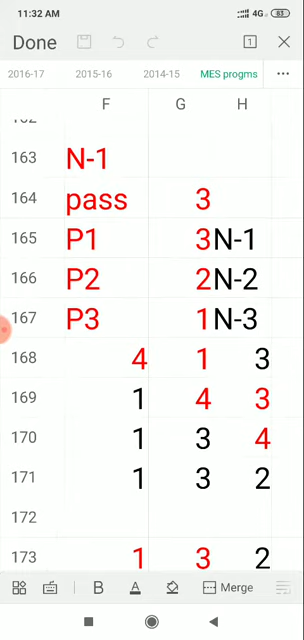 11:32 AM 4G 83
Done 1
2016-17 2015-16 2014-15 MES progms
F G H
163 N-1
164 pass 3
165 P1 3 N-1
166 P2 2 N-2
167 P3 1 N-3
168 4 1 3
169 1 4 3
170 1 3 4
171 1 3 2
172
173 1 3 2
B A Merge